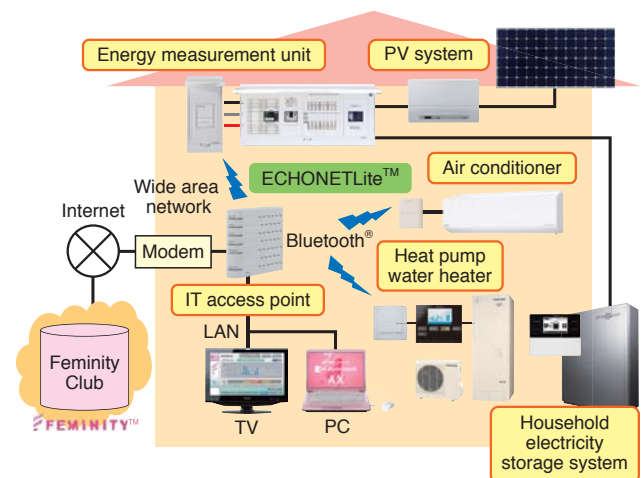 Energy measurement unit
PV system
ECHONETLite™
Air conditioner
Wide area
network
Internet
Modem
Bluetooth®
Heat pump
water heater
IT access point
LAN
Feminity
Club
FEMINITY™
TV
PC
Household
electricity
storage system